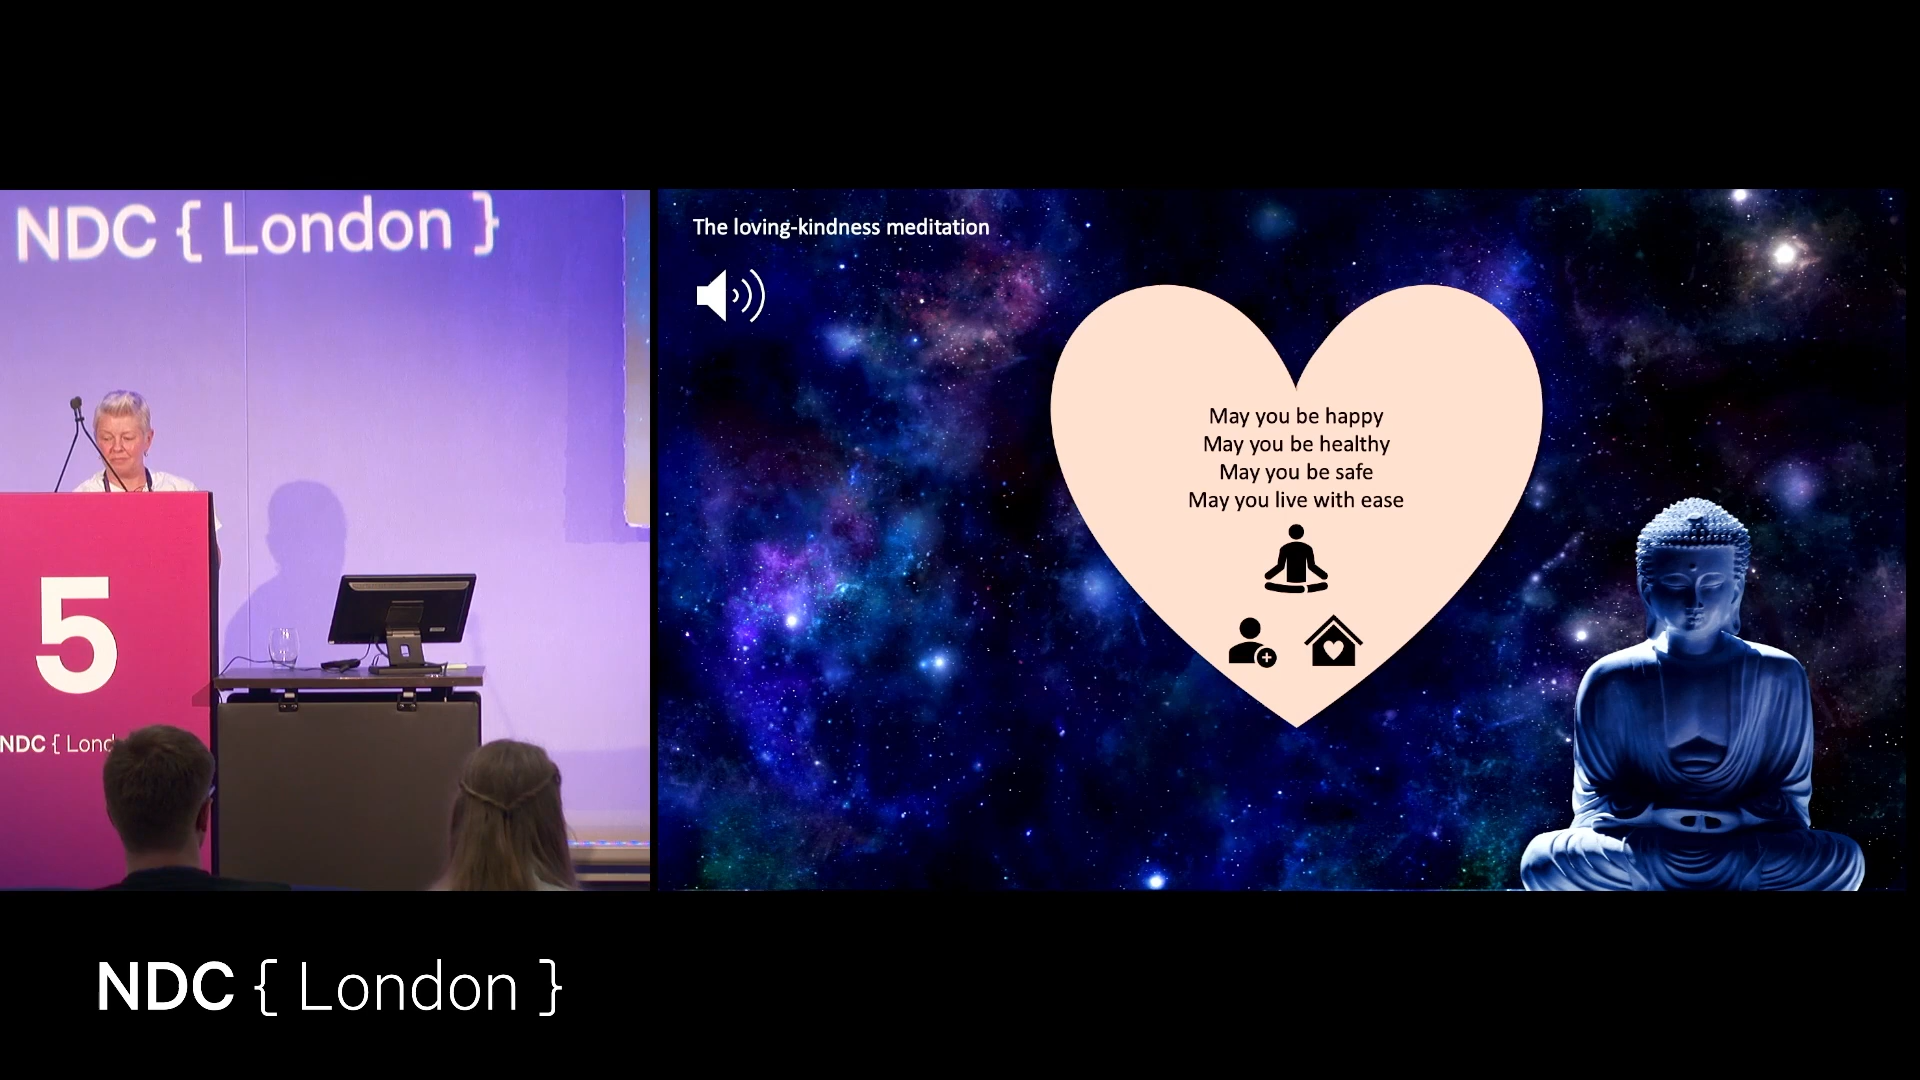 NDC { London }
5
NDC { Lond
The loving-kindness meditation
May you be happy
May you be healthy
May you be safe
May you live with ease
NDC { London }